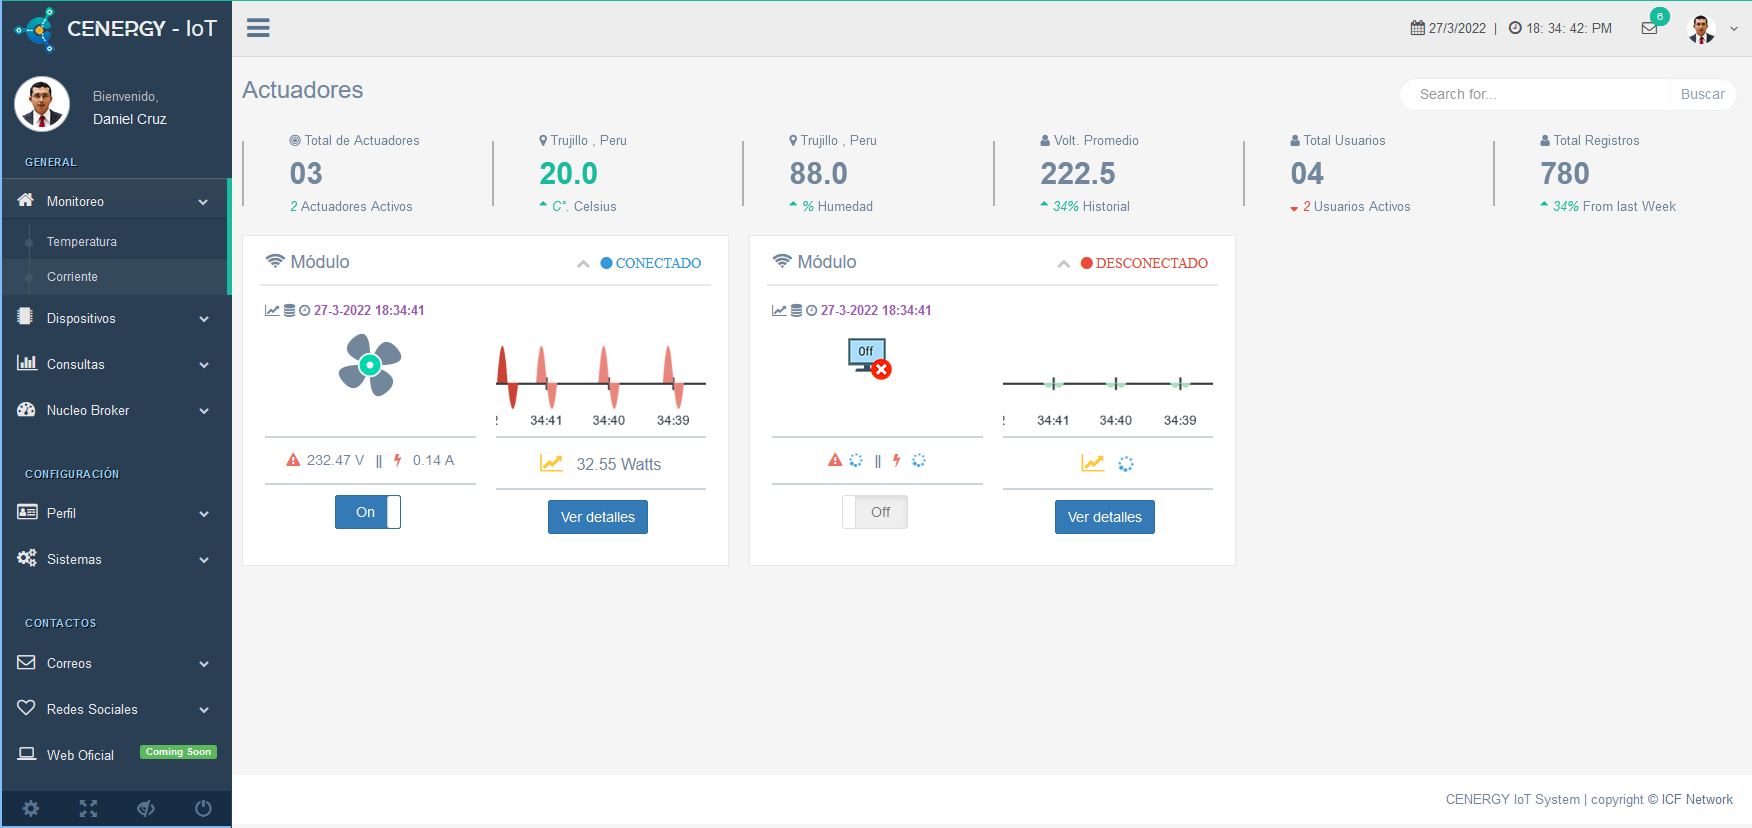 CENERGY - IoT
27/3/2022 | 18: 34: 42: PM
6
Bienvenido,
Daniel Cruz
GENERAL
Monitoreo
Temperatura
Corriente
Dispositivos
Consultas
Nucleo Broker
CONFIGURACIÓN
Perfil
Sistemas
CONTACTOS
Correos
Redes Sociales
Web Oficial
Coming Soon
Actuadores
Search for...
Buscar
Total de Actuadores
03
2 Actuadores Activos
Trujillo , Peru
20.0
C°. Celsius
Trujillo , Peru
88.0
% Humedad
Volt. Promedio
222.5
34% Historial
Total Usuarios
04
2 Usuarios Activos
Total Registros
780
34% From last Week
Módulo
CONECTADO
27-3-2022 18:34:41
2 34:41 34:40 34:39
232.47 V || 0.14 A
32.55 Watts
On
Ver detalles
Módulo
DESCONECTADO
27-3-2022 18:34:41
Off
2 34:41 34:40 34:39
||
Off
Ver detalles
CENERGY IoT System | copyright © ICF Network